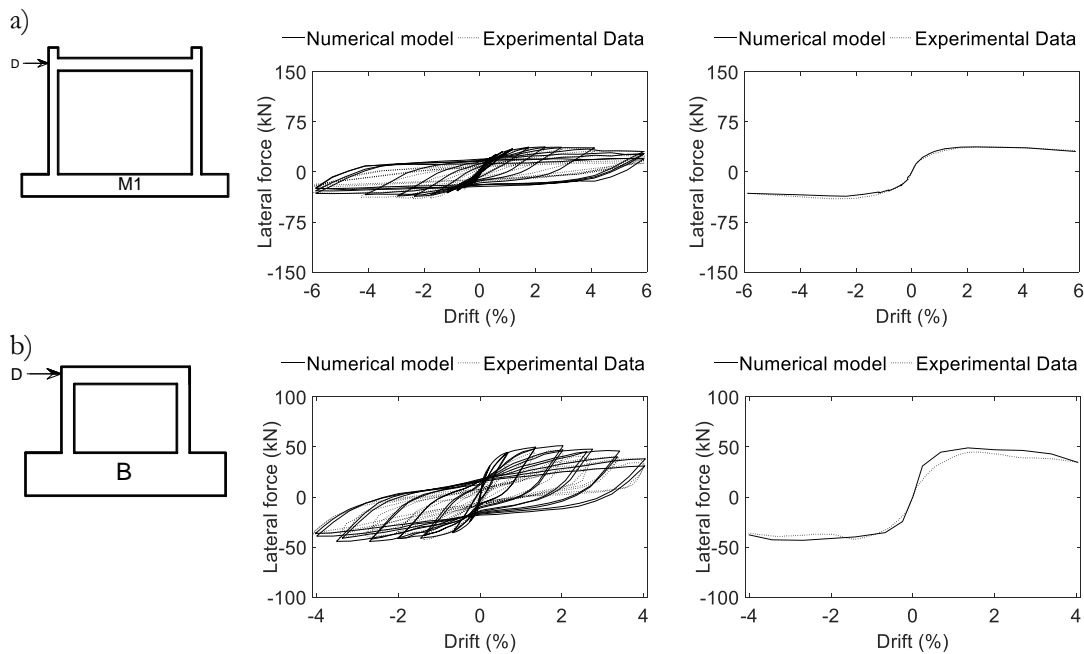 a)
D
M1
Numerical model Experimental Data
150
75
0
-75
-150
Lateral force (kN)
-6 -4 -2 0 2 4 6
Drift (%)
Numerical model Experimental Data
150
75
0
-75
-150
Lateral force (kN)
-6 -4 -2 0 2 4 6
Drift (%)
b)
D
B
Numerical model Experimental Data
100
50
0
-50
-100
Lateral force (kN)
-4 -2 0 2 4
Drift (%)
Numerical model Experimental Data
100
50
0
-50
-100
Lateral force (kN)
-4 -2 0 2 4
Drift (%)